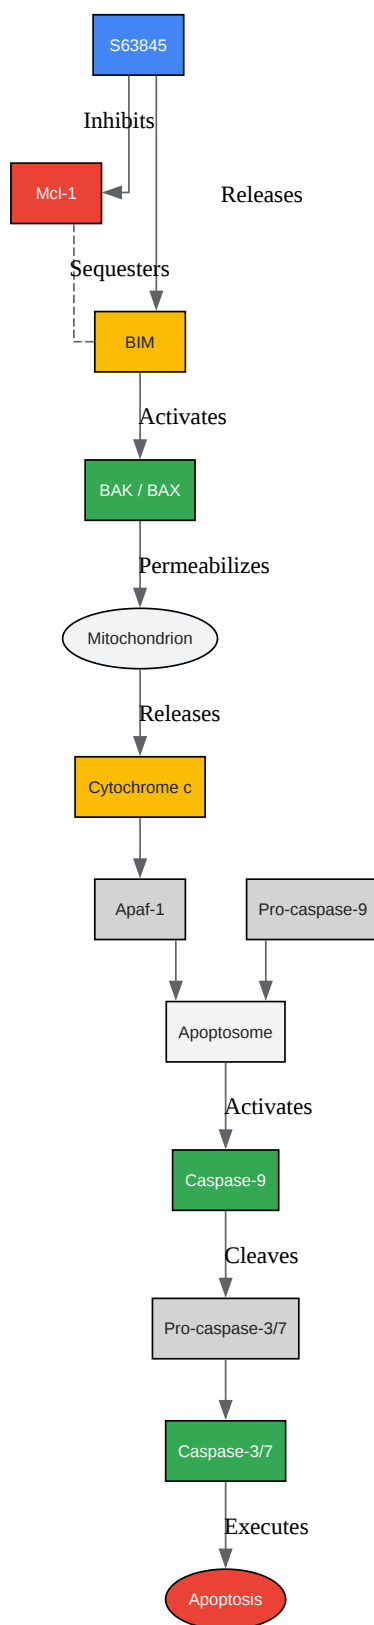 S63845
Inhibits
Mcl-1
Releases
Sequesters
BIM
Activates
BAK / BAX
Permeabilizes
Mitochondrion
Releases
Cytochrome c
Apaf-1
Pro-caspase-9
Apoptosome
Activates
Caspase-9
Cleaves
Pro-caspase-3/7
Caspase-3/7
Executes
Apoptosis